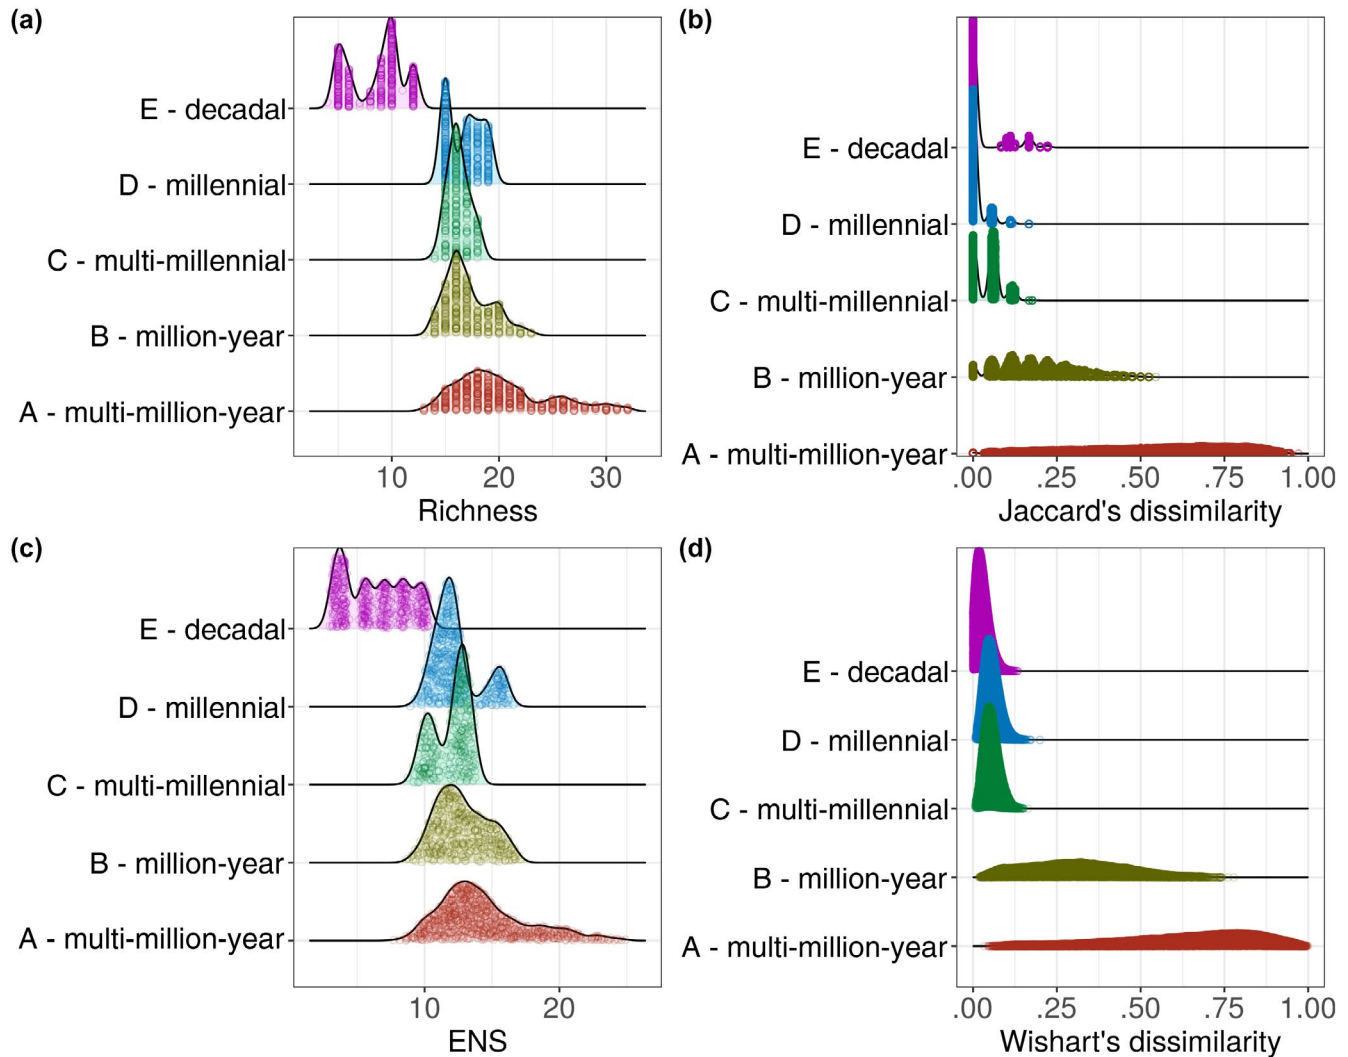 (a)
E - decadal
D - millennial
C - multi-millennial
B - million-year
A - multi-million-year
10 20 30
Richness
(b)
E - decadal
D - millennial
C - multi-millennial
B - million-year
A - multi-million-year
.00 .25 .50 .75 1.00
Jaccard's dissimilarity
(c)
E - decadal
D - millennial
C - multi-millennial
B - million-year
A - multi-million-year
10 20
ENS
(d)
E - decadal
D - millennial
C - multi-millennial
B - million-year
A - multi-million-year
.00 .25 .50 .75 1.00
Wishart's dissimilarity